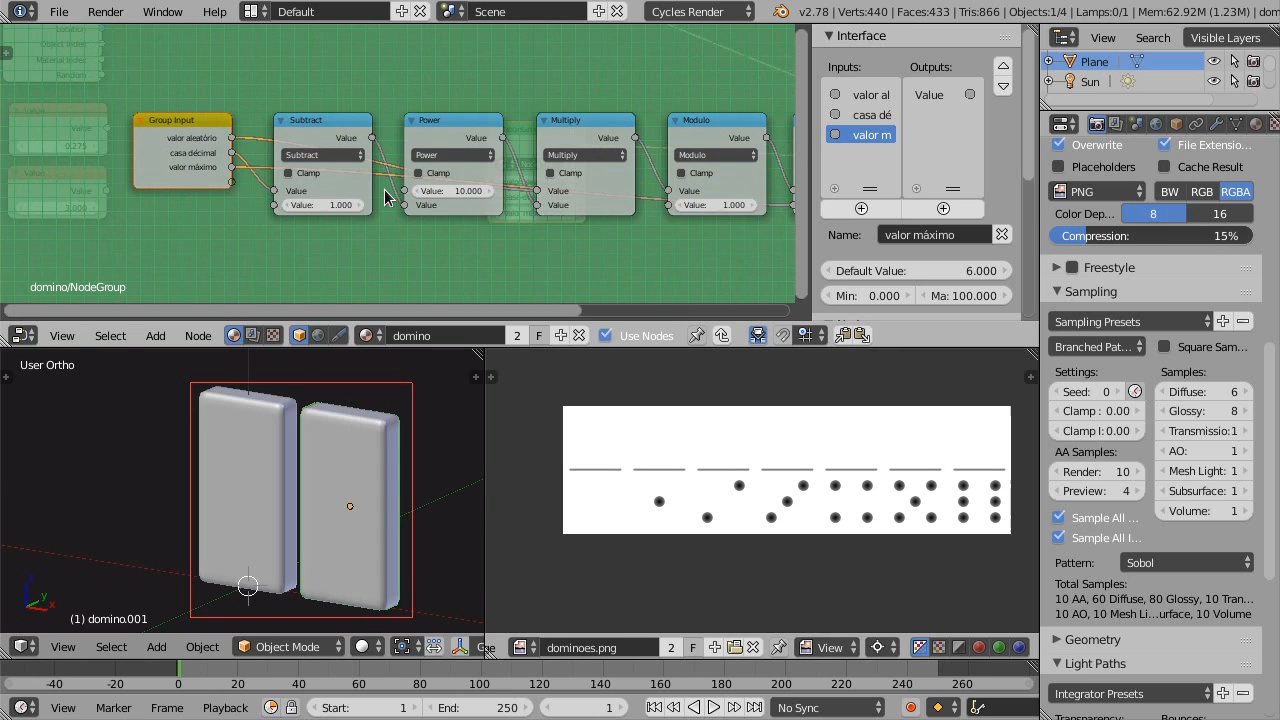 File Render Window Help Default Scene Cycles Render v2.78 | Verts:440 | Faces:433 | Tris:866 | Objects:1/4 | Lamps:0/1 | Mem:62.92M (1.23M) | dom
Object Index
Material Index
Random
Value
Value
0.275
Value
Group Input
valor aleatório
casa décimal
valor máximo
Subtract
Value
Subtract
Clamp
Value
Value: 1.000
Power
Value
Power
Clamp
Value: 10.000
Value
Multiply
Value
Multiply
Clamp
Value
Value
Modulo
Value
Modulo
Clamp
Value
Value: 1.000
domino/NodeGroup
Interface
Inputs: Outputs:
valor al Value
casa dé
valor m
Name: valor máximo
Default Value: 6.000
Min: 0.000 Ma: 100.000
View Select Add Node domino 2 F Use Nodes
View Search Visible Layers
Plane
Sun
Overwrite File Extensio...
Placeholders Cache Result
PNG BW RGB RGBA
Color Dep... 8 16
Compression: 15%
Freestyle
Sampling
Sampling Presets
Branched Pat... Square Sam...
Settings: Samples:
Seed: 0 Diffuse: 6
Clamp : 0.00 Glossy: 8
Clamp I: 0.00 Transmissio: 1
AA Samples: AO: 1
Render: 10 Mesh Light: 1
Preview: 4 Subsurface: 1
Sample All ... Volume: 1
Sample All I...
Pattern: Sobol
Total Samples:
10 AA, 60 Diffuse, 80 Glossy, 10 Tran...
10 AO, 10 Mesh Li...urface, 10 Volume
Geometry
Light Paths
Integrator Presets
User Ortho
(1) domino.001
View Select Add Object Object Mode
dominoes.png 2 F View
-40 -20 0 20 40 60 80 100 120 140 160 180 200 220 240 260
View Marker Frame Playback Start: 1 End: 250 1 No Sync